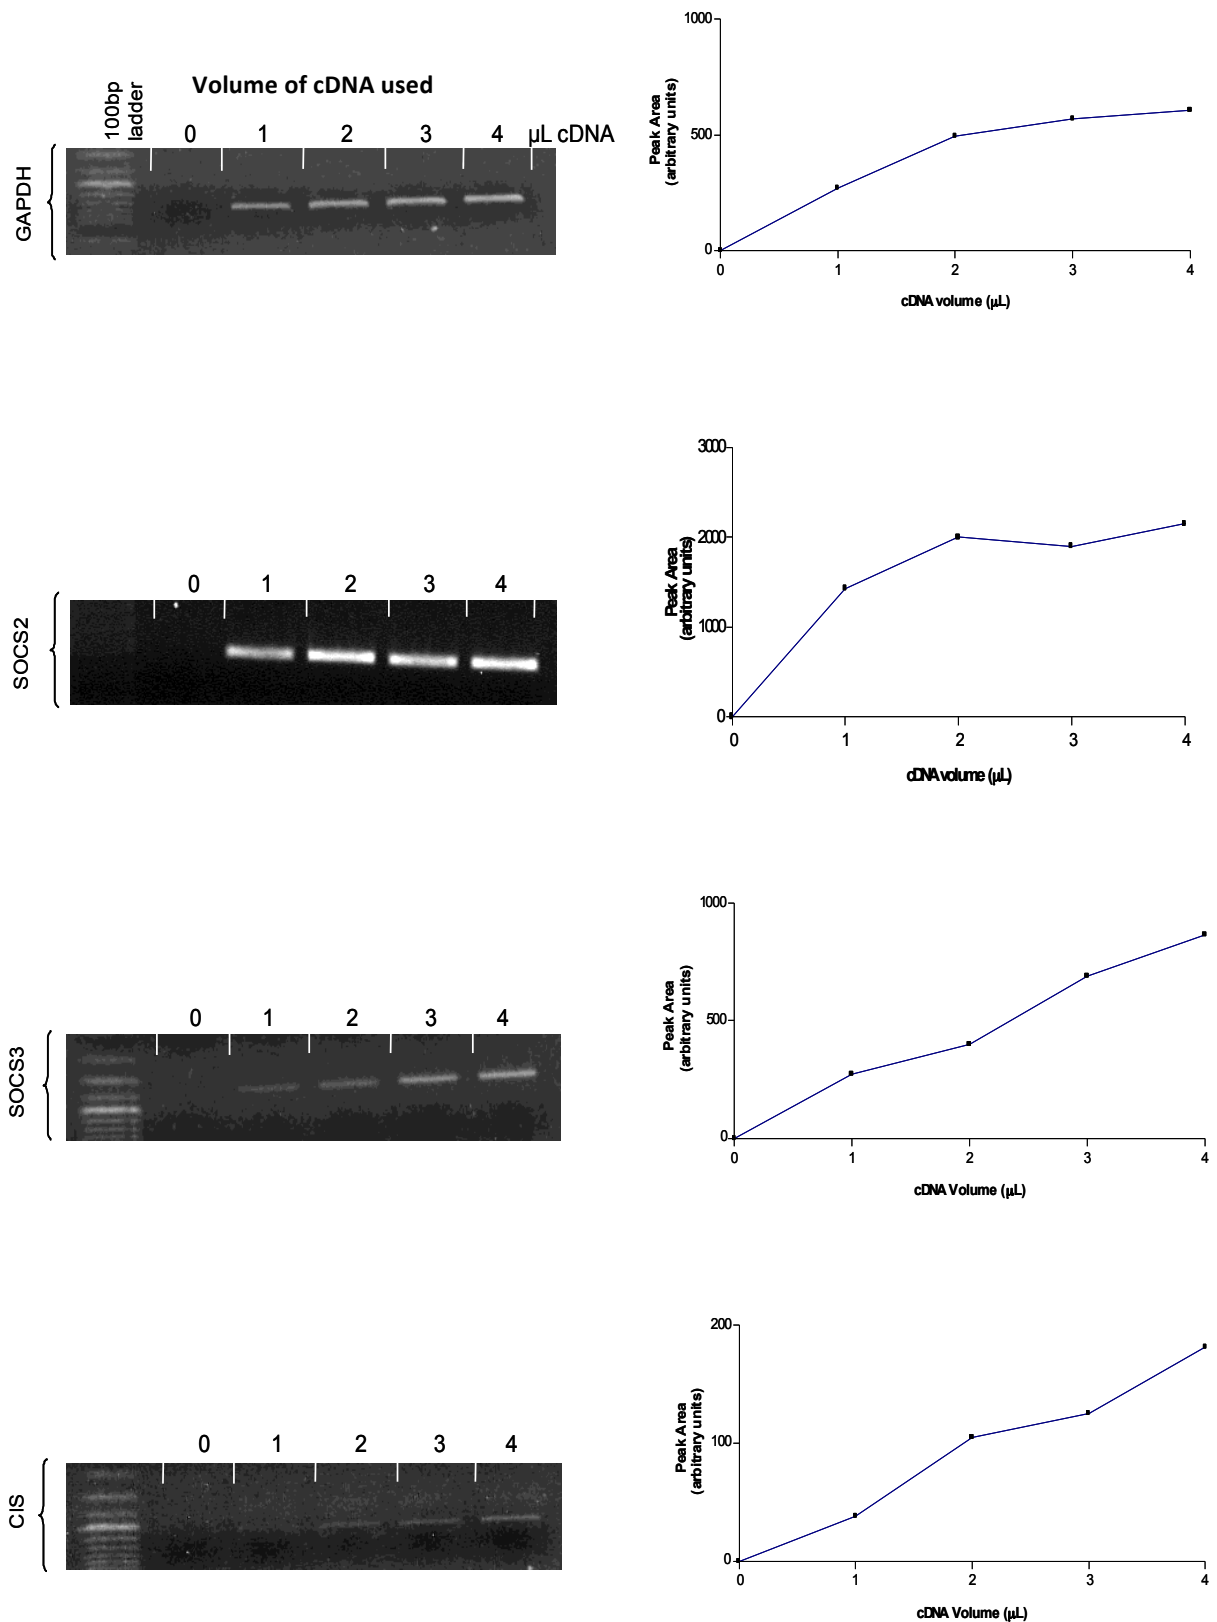 Volume of cDNA used
100bp
ladder
0 1 2 3 4 µL cDNA
GAPDH
1000
500
0
Peak Area
(arbitrary units)
0 1 2 3 4
cDNA volume (µL)
0 1 2 3 4
SOCS2
3000
2000
1000
0
Peak Area
(arbitrary units)
0 1 2 3 4
cDNA volume (µL)
0 1 2 3 4
SOCS3
1000
500
0
Peak Area
(arbitrary units)
0 1 2 3 4
cDNA Volume (µL)
0 1 2 3 4
CIS
200
100
0
Peak Area
(arbitrary units)
0 1 2 3 4
cDNA Volume (µL)